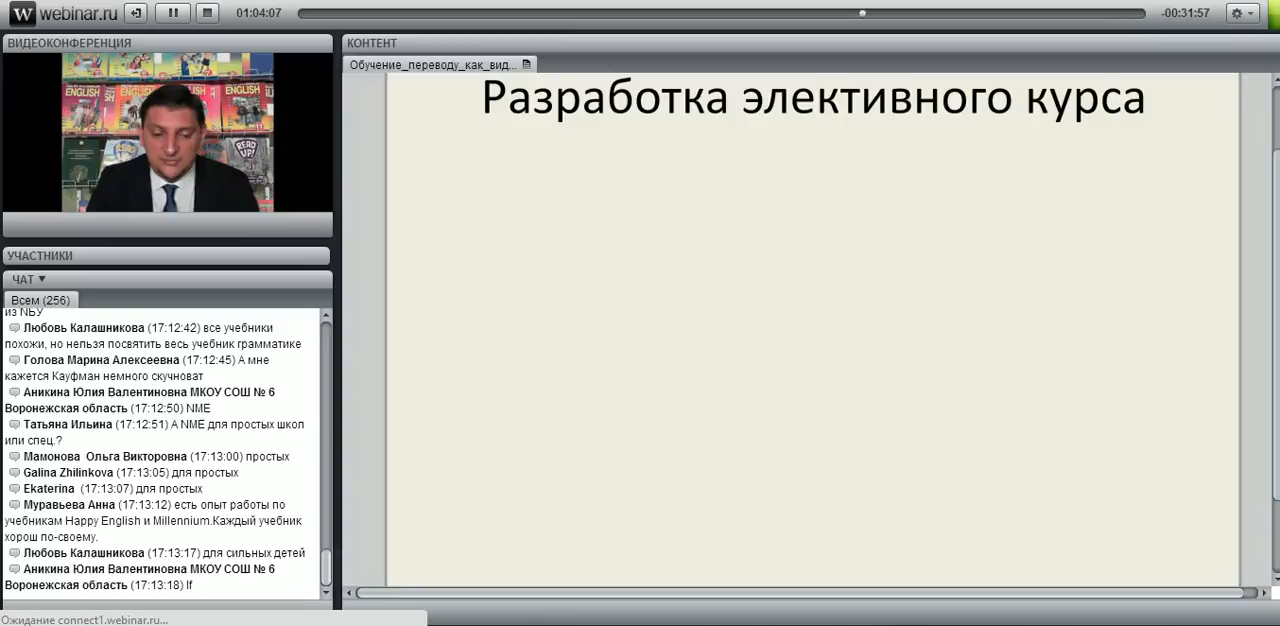 W webinar.ru 01:04:07 -00:31:57
ВИДЕОКОНФЕРЕНЦИЯ
ENGLISH ENGLISH
READ UP!
УЧАСТНИКИ
ЧАТ ▼
Всем (256)
из NБУ
Любовь Калашникова (17:12:42) все учебники
похожи, но нельзя посвятить весь учебник грамматике
Голова Марина Алексеевна (17:12:45) А мне
кажется Кауфман немного скучноват
Аникина Юлия Валентиновна МКОУ СОШ № 6
Воронежская область (17:12:50) NME
Татьяна Ильина (17:12:51) А NME для простых школ
или спец.?
Мамонова Ольга Викторовна (17:13:00) простых
Galina Zhilinkova (17:13:05) для простых
Ekaterina (17:13:07) для простых
Муравьева Анна (17:13:12) есть опыт работы по
учебникам Happy English и Millennium.Каждый учебник
хорош по-своему.
Любовь Калашникова (17:13:17) для сильных детей
Аникина Юлия Валентиновна МКОУ СОШ № 6
Воронежская область (17:13:18) If
Ожидание connect1.webinar.ru...
КОНТЕНТ
Обучение_переводу_как_вид...
Разработка элективного курса